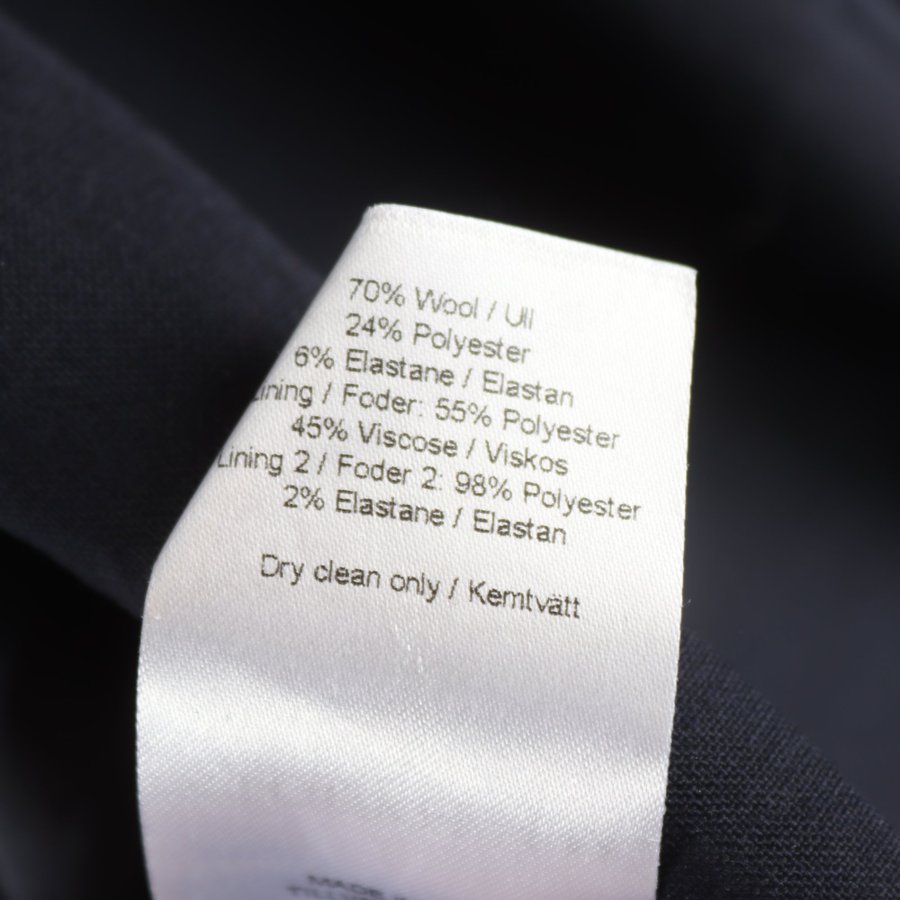 70% Wool / Ull
24% Polyester
6% Elastane / Elastan
Lining / Foder: 55% Polyester
45% Viscose / Viskos
Lining 2 / Foder 2: 98% Polyester
2% Elastane / Elastan
Dry clean only / Kemtvätt
MADE